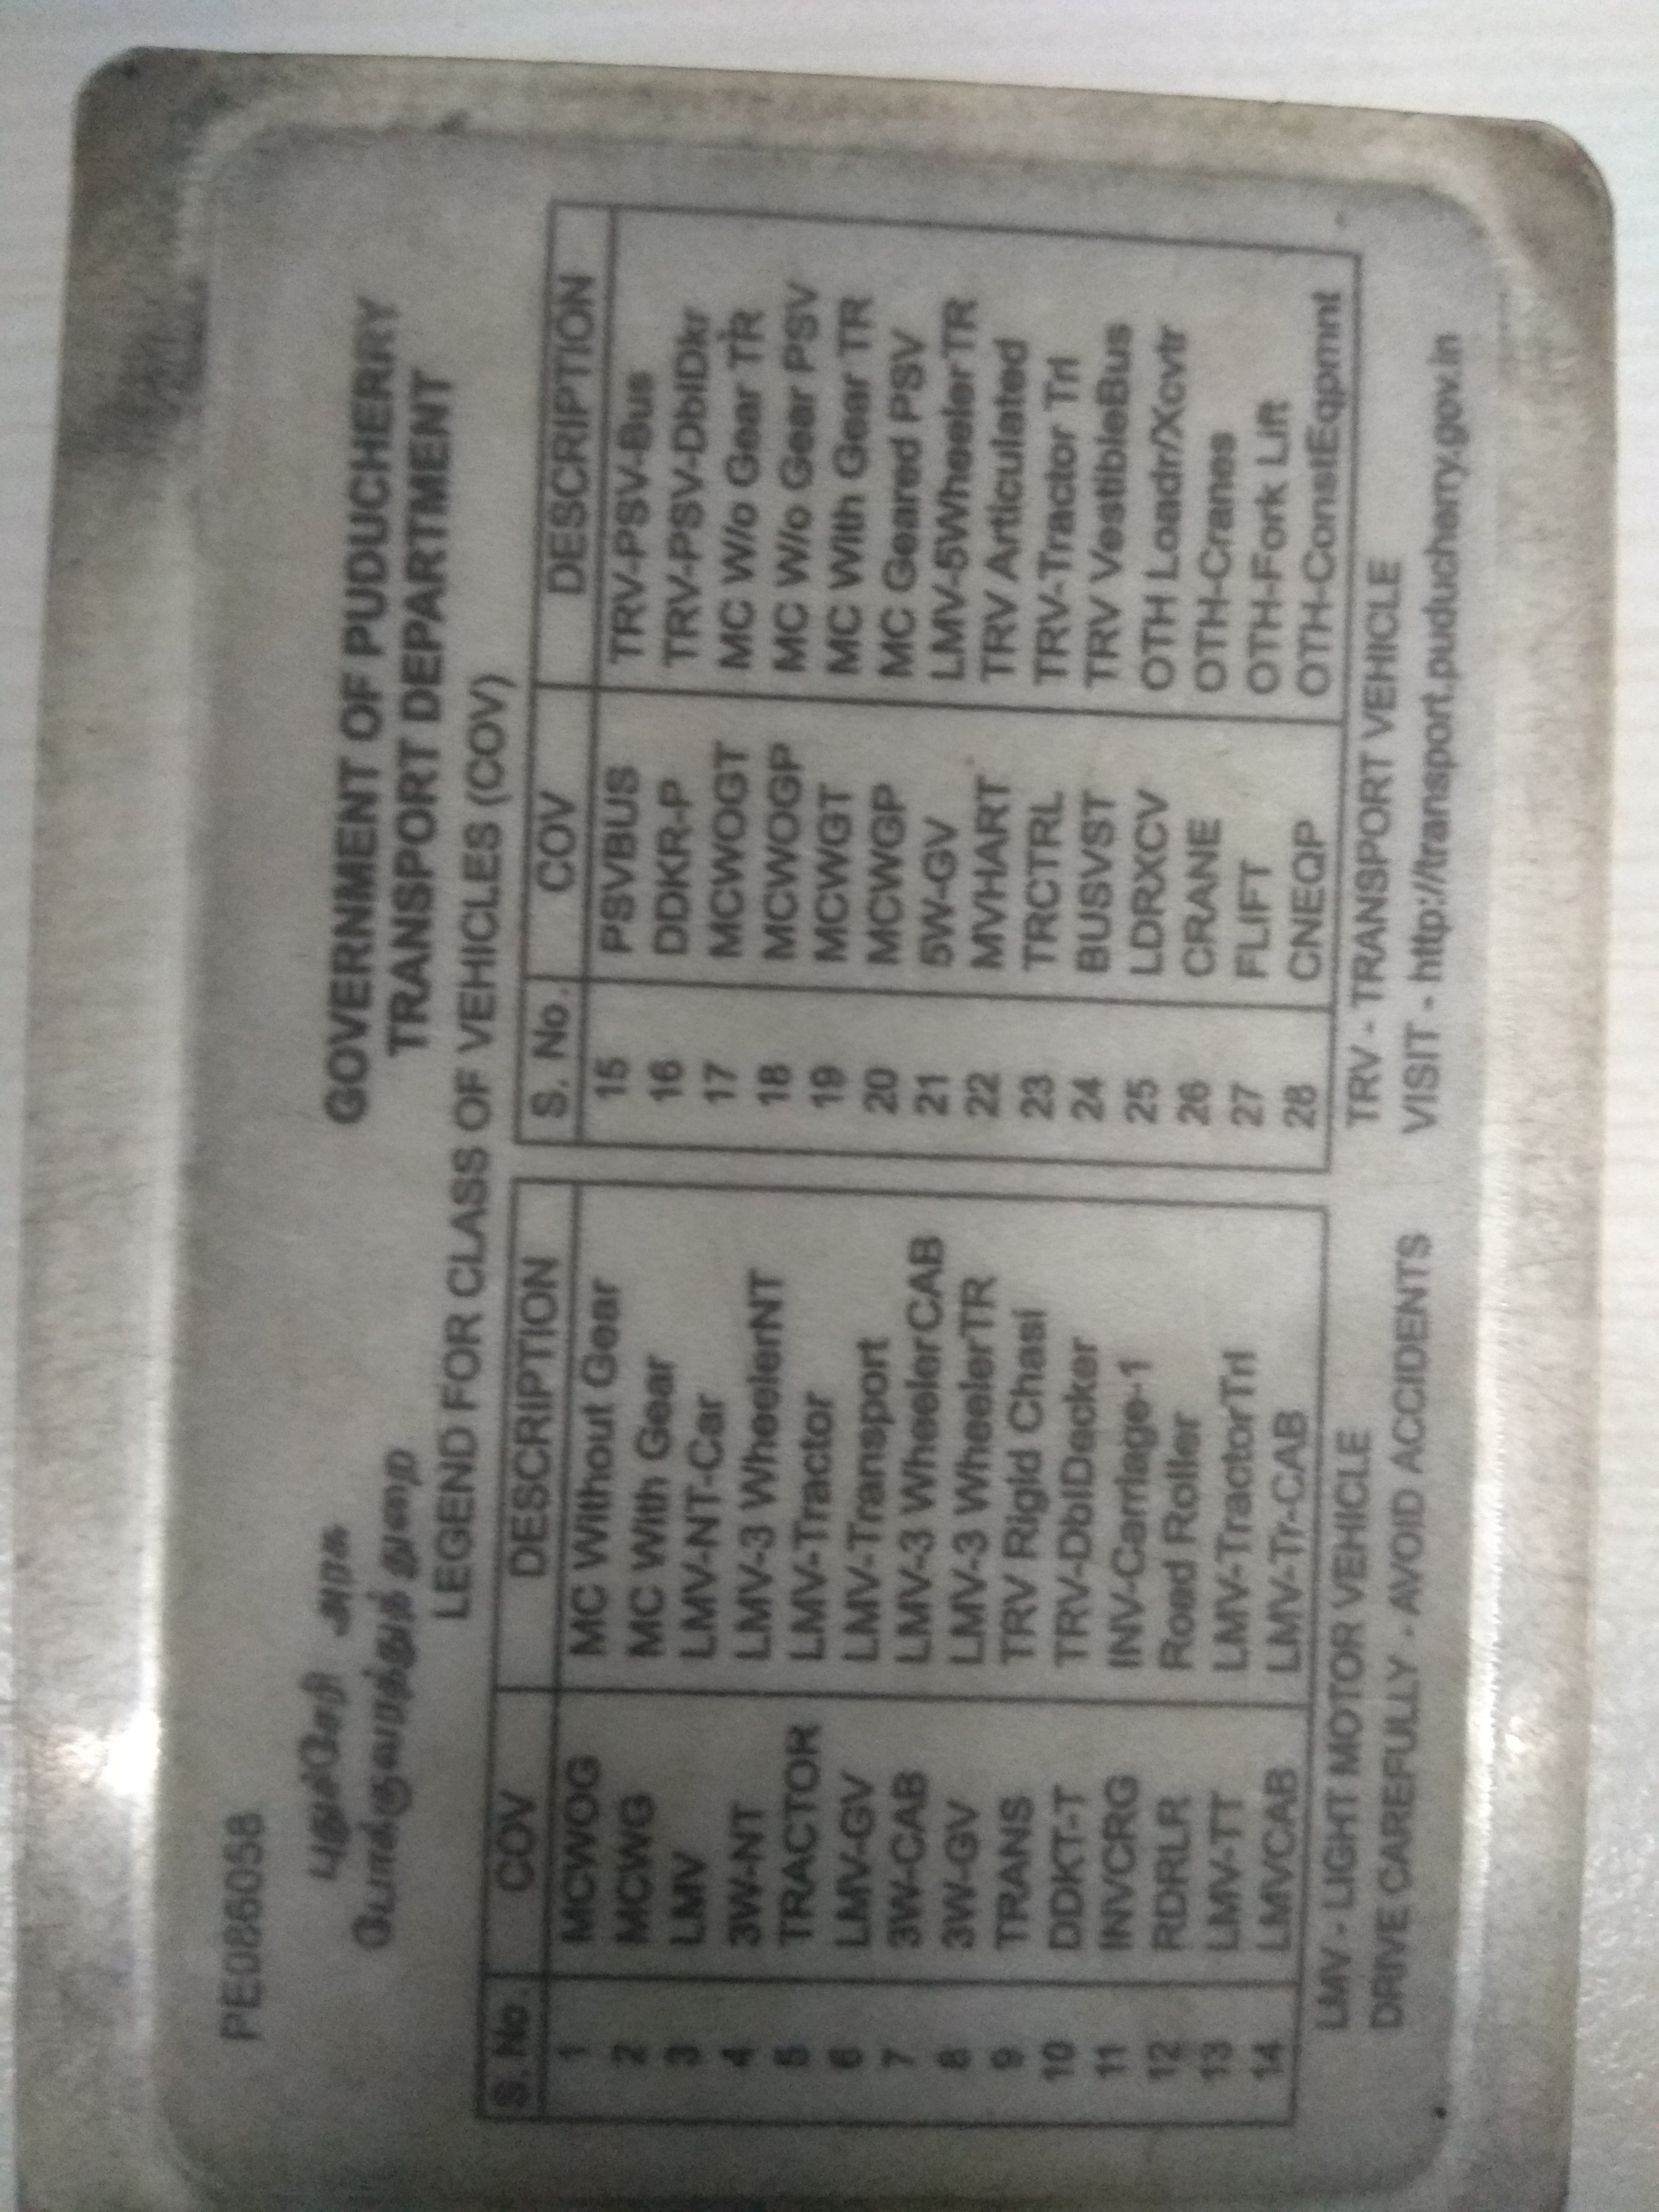 PE086058
புதுச்சேரி அரசு
போக்குவரத்துத் துறை
GOVERNMENT OF PUDUCHERRY
TRANSPORT DEPARTMENT
LEGEND FOR CLASS OF VEHICLES (COV)
S. No. COV DESCRIPTION
1 MCWOG MC Without Gear
2 MCWG MC With Gear
3 LMV LMV-NT-Car
4 3W-NT LMV-3 WheelerNT
5 TRACTOR LMV-Tractor
6 LMV-GV LMV-Transport
7 3W-CAB LMV-3 WheelerCAB
8 3W-GV LMV-3 WheelerTR
9 TRANS TRV Rigid Chasi
10 DDKT-T TRV-DblDecker
11 INVCRG INV-Carriage-1
12 RDRLR Road Roller
13 LMV-TT LMV-TractorTrl
14 LMVCAB LMV-Tr-CAB
S. No. COV DESCRIPTION
15 PSVBUS TRV-PSV-Bus
16 DDKR-P TRV-PSV-DblDkr
17 MCWOGT MC W/o Gear TR
18 MCWOGP MC W/o Gear PSV
19 MCWGT MC With Gear TR
20 MCWGP MC Geared PSV
21 5W-GV LMV-5WheelerTR
22 MVHART TRV Articulated
23 TRCTRL TRV-Tractor Trl
24 BUSVST TRV VestibleBus
25 LDRXCV OTH Loadr/Xcvtr
26 CRANE OTH-Cranes
27 FLIFT OTH-Fork Lift
28 CNEQP OTH-ConstEqpmnt
LMV - LIGHT MOTOR VEHICLE TRV - TRANSPORT VEHICLE
DRIVE CAREFULLY - AVOID ACCIDENTS VISIT - http://transport.puducherry.gov.in